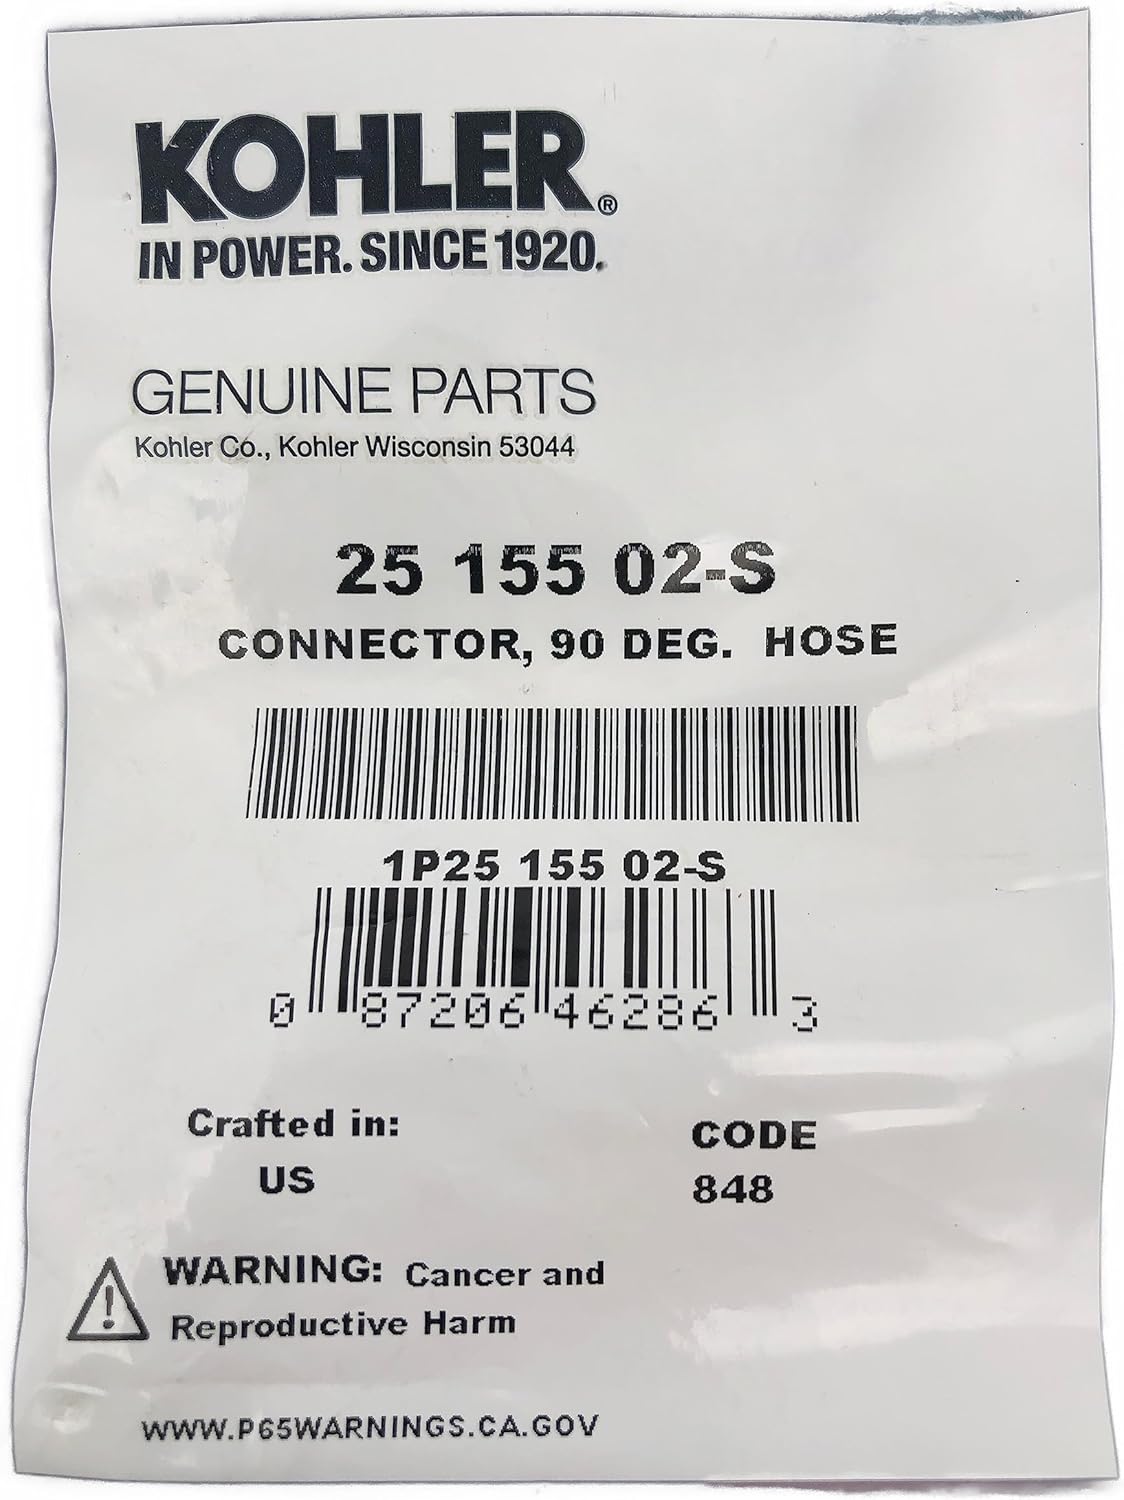 KOHLER®
IN POWER. SINCE 1920.
GENUINE PARTS
Kohler Co., Kohler Wisconsin 53044
25 155 02-S
CONNECTOR, 90 DEG. HOSE
1P25 155 02-S
0 87206 46286 3
Crafted in:
US
CODE
848
WARNING: Cancer and
Reproductive Harm
WWW.P65WARNINGS.CA.GOV